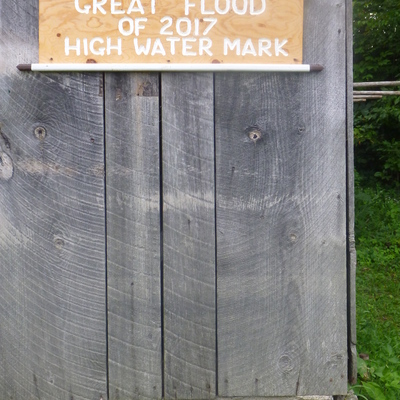 GREAT FLOOD
OF 2017
HIGH WATER MARK